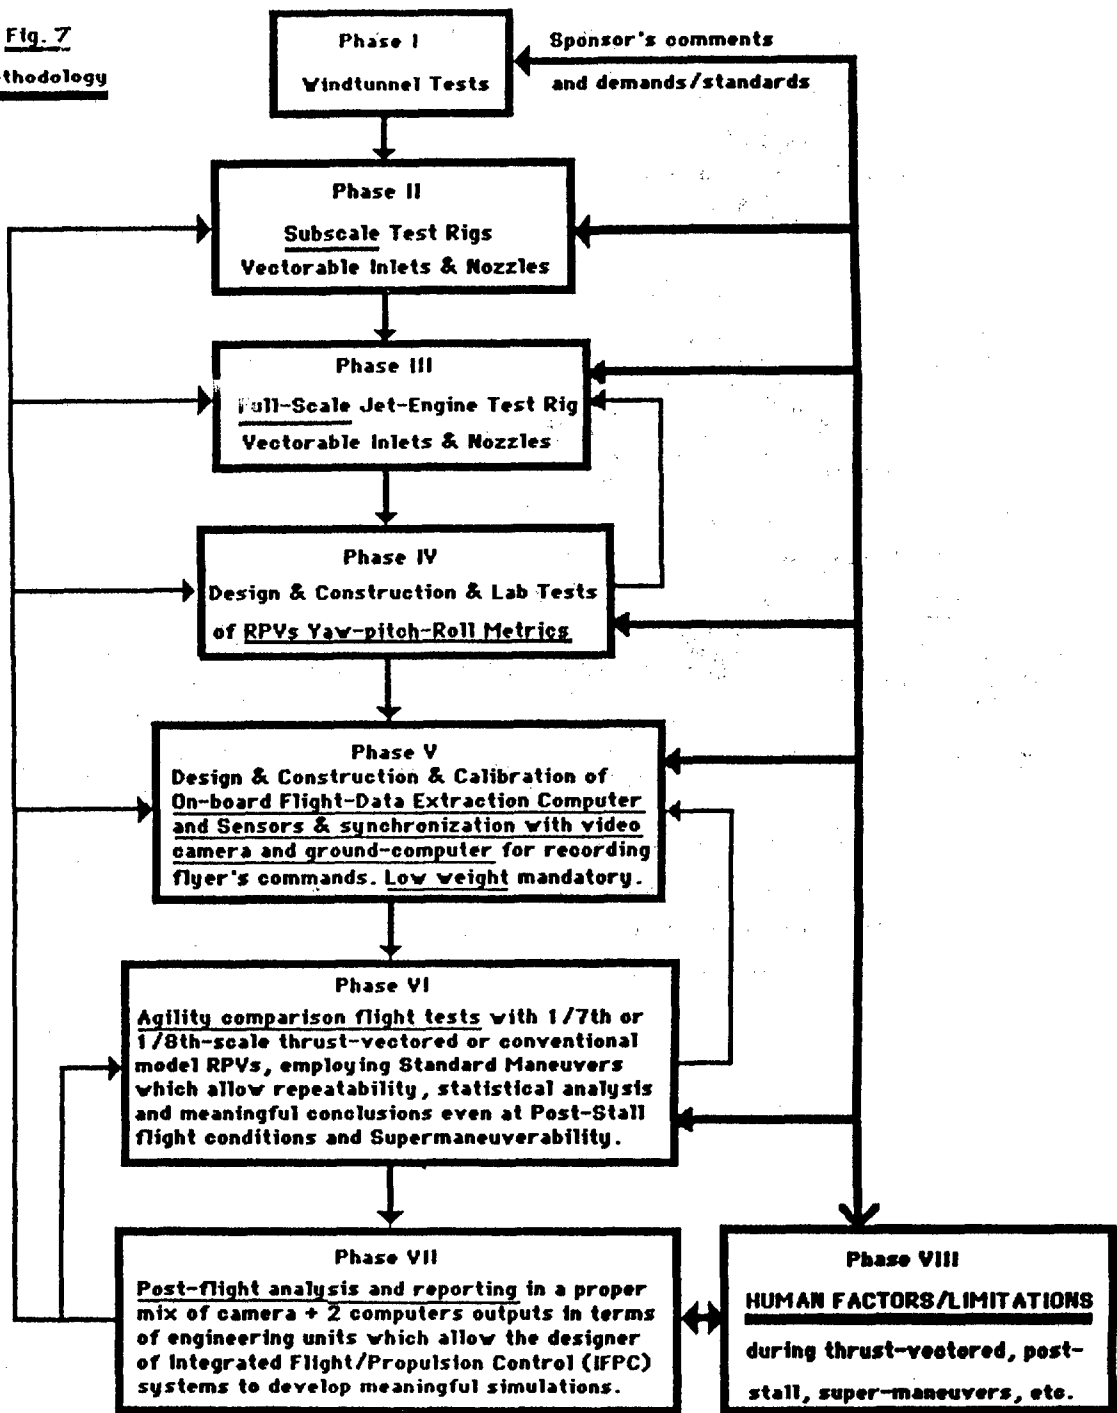 Fig. 7
thodology
Phase I
Windtunnel Tests
Sponsor's comments
and demands/standards
Phase II
Subscale Test Rigs
Vectorable Inlets & Nozzles
Phase III
Full-Scale Jet-Engine Test Rig
Vectorable Inlets & Nozzles
Phase IV
Design & Construction & Lab Tests
of RPVs Yaw-pitch-Roll Metrics
Phase V
Design & Construction & Calibration of
On-board Flight-Data Extraction Computer
and Sensors & synchronization with video
camera and ground-computer for recording
flyer's commands. Low weight mandatory.
Phase VI
Agility comparison flight tests with 1/7th or
1/8th-scale thrust-vectored or conventional
model RPVs, employing Standard Maneuvers
which allow repeatability, statistical analysis
and meaningful conclusions even at Post-Stall
flight conditions and Supermaneuverability.
Phase VII
Post-flight analysis and reporting in a proper
mix of camera + 2 computers outputs in terms
of engineering units which allow the designer
of Integrated Flight/Propulsion Control (IFPC)
systems to develop meaningful simulations.
Phase VIII
HUMAN FACTORS/LIMITATIONS
during thrust-vectored, post-
stall, super-maneuvers, etc.